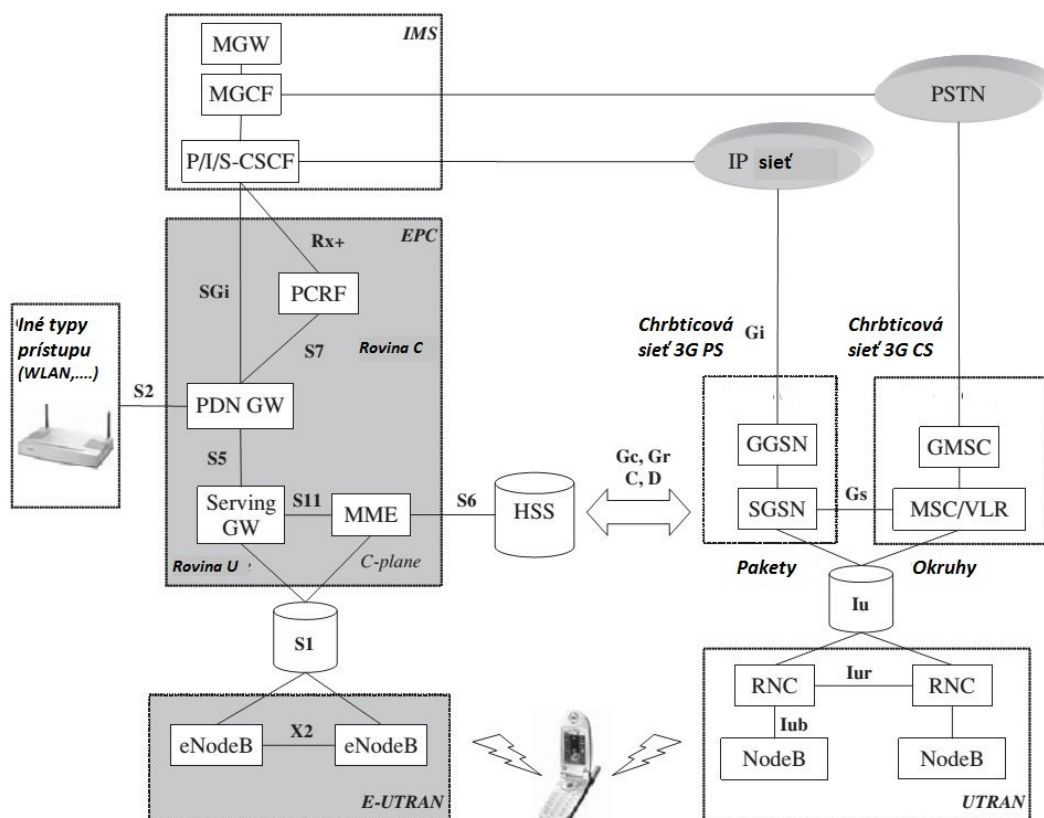 IMS
MGW
MGCF
PSTN
P/I/S-CSCF
IP sieť
EPC
Rx+
SGi
PCRF
Iné typy
prístupu
(WLAN,....)
S7
Rovina C
Chrbticová
sieť 3G PS
Gi
Chrbticová
sieť 3G CS
S2
PDN GW
S5
GGSN
GMSC
Gc, Gr
C, D
Serving
GW
S11
MME
S6
HSS
SGSN
Gs
MSC/VLR
Rovina U
C-plane
Pakety
Okruhy
S1
Iu
RNC
Iur
RNC
eNodeB
X2
eNodeB
Iub
NodeB
NodeB
E-UTRAN
UTRAN